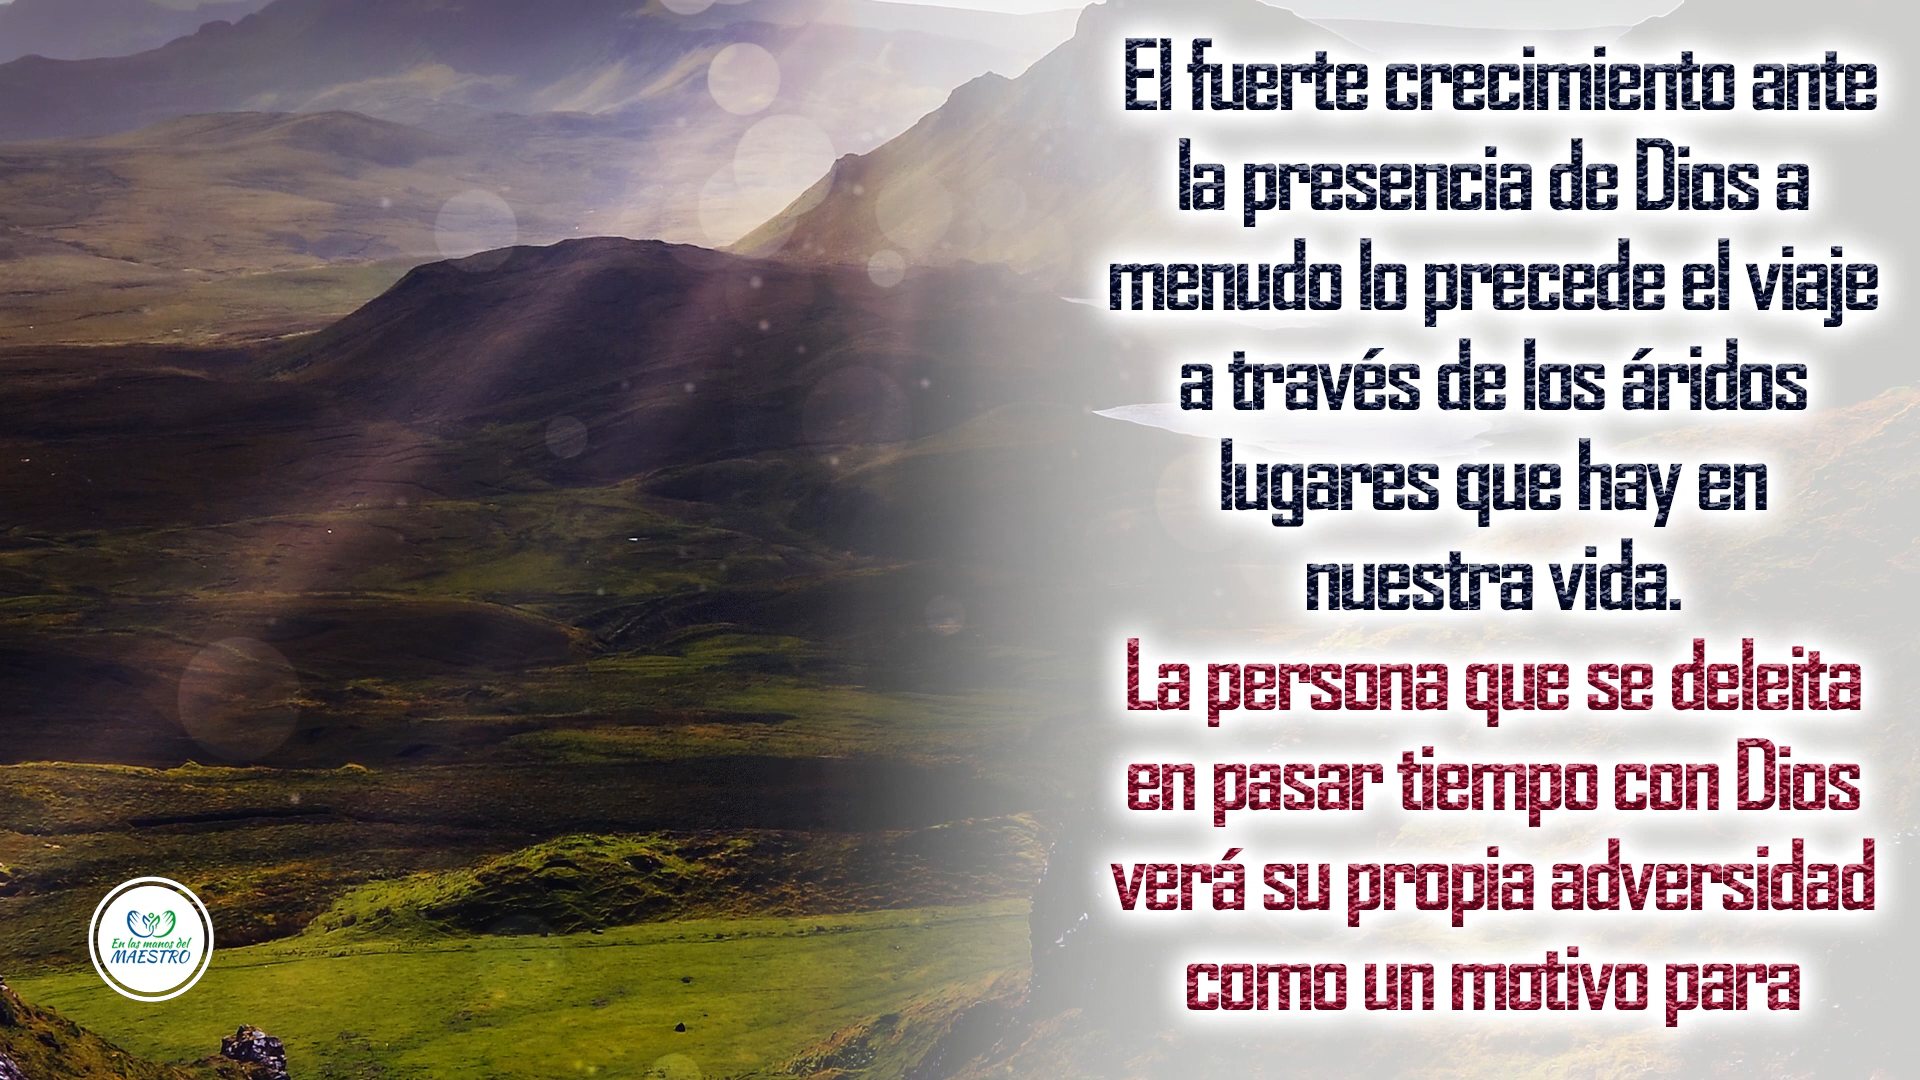 El fuerte crecimiento ante
la presencia de Dios a
menudo lo precede el viaje
a través de los áridos
lugares que hay en
nuestra vida.
La persona que se deleita
en pasar tiempo con Dios
verá su propia adversidad
como un motivo para
En las manos del
MAESTRO